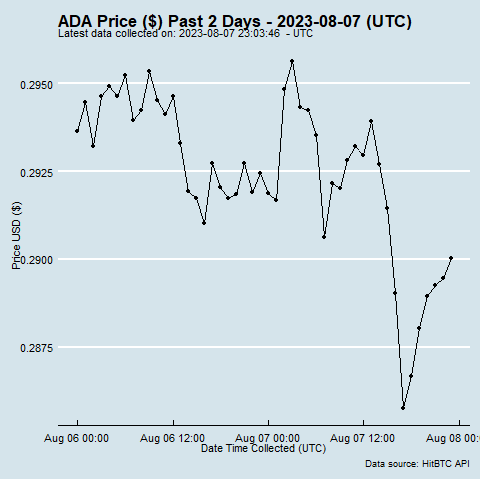 ADA Price ($) Past 2 Days - 2023-08-07 (UTC)
Latest data collected on: 2023-08-07 23:03:46 - UTC
0.2950
0.2925
0.2900
0.2875
Price USD ($)
Aug 06 00:00 Aug 06 12:00 Aug 07 00:00 Aug 07 12:00 Aug 08 00:
Date Time Collected (UTC)
Data source: HitBTC API